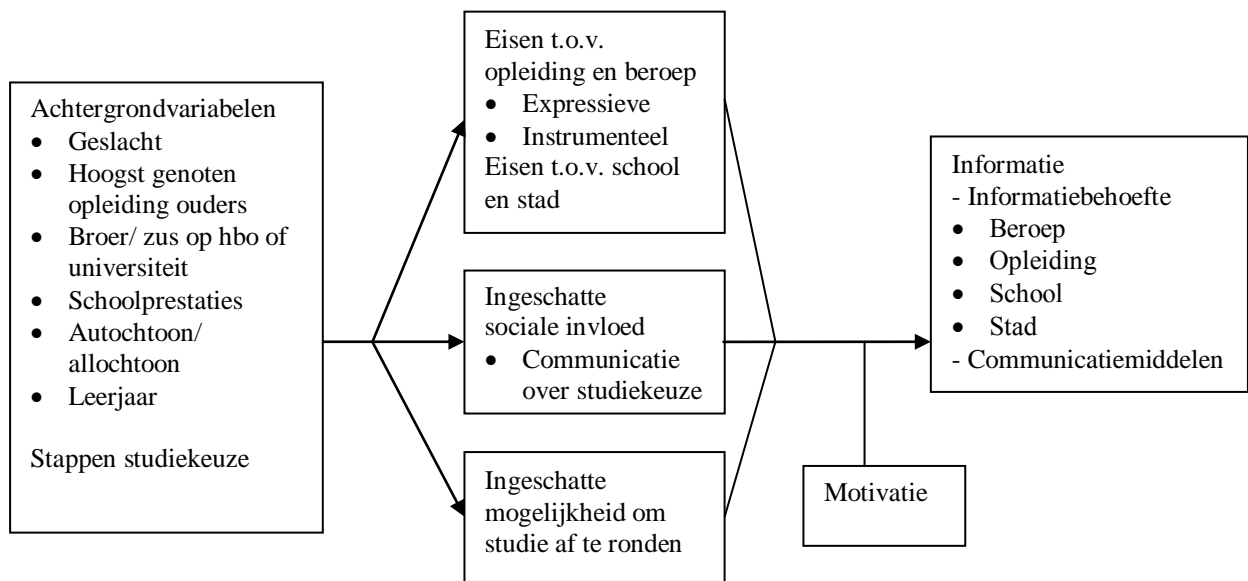 Achtergrondvariabelen
• Geslacht
• Hoogst genoten
opleiding ouders
• Broer/ zus op hbo of
universiteit
• Schoolprestaties
• Autochtoon/
allochtoon
• Leerjaar
Stappen studiekeuze
Eisen t.o.v.
opleiding en beroep
• Expressieve
• Instrumenteel
Eisen t.o.v. school
en stad
Ingeschatte
sociale invloed
• Communicatie
over studiekeuze
Ingeschatte
mogelijkheid om
studie af te ronden
Motivatie
Informatie
- Informatiebehoefte
• Beroep
• Opleiding
• School
• Stad
- Communicatiemiddelen